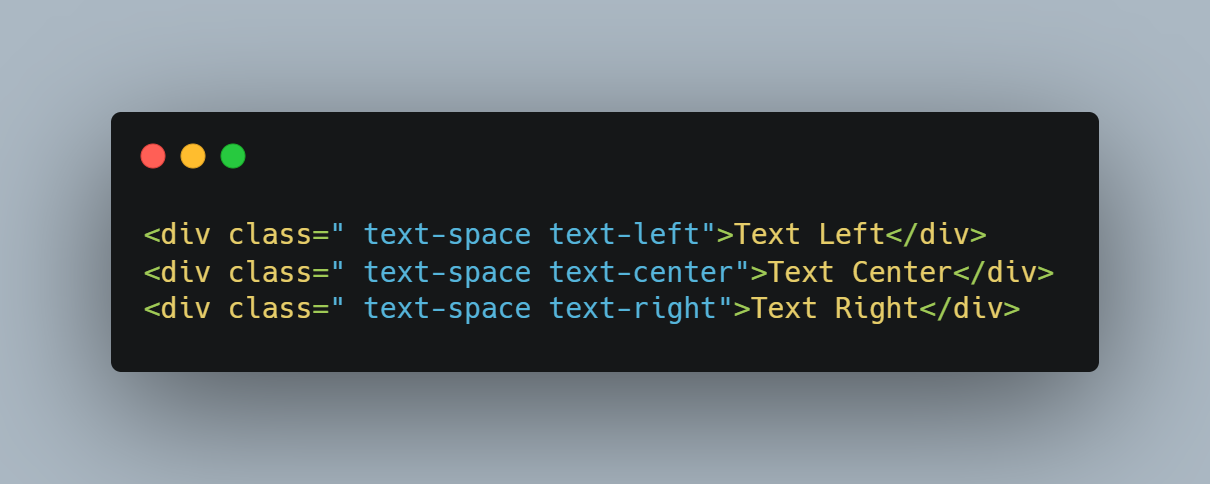 <div class=" text-space text-left">Text Left</div>
<div class=" text-space text-center">Text Center</div>
<div class=" text-space text-right">Text Right</div>